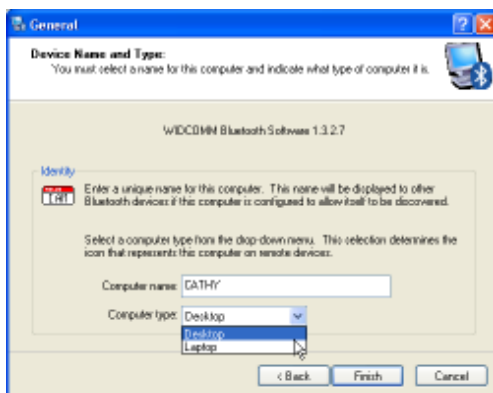 General
Device Name and Type:
You must select a name for this computer and indicate what type of computer it is.
WIDCOMM Bluetooth Software 1.3.2.7
Identity
Enter a unique name for this computer. This name will be displayed to other
Bluetooth devices if this computer is configured to allow itself to be discovered.
Select a computer type from the drop-down menu. This selection determines the
icon that represents this computer on remote devices.
Computer name: CATHY
Computer type: Desktop
Desktop
Laptop
< Back Finish Cancel